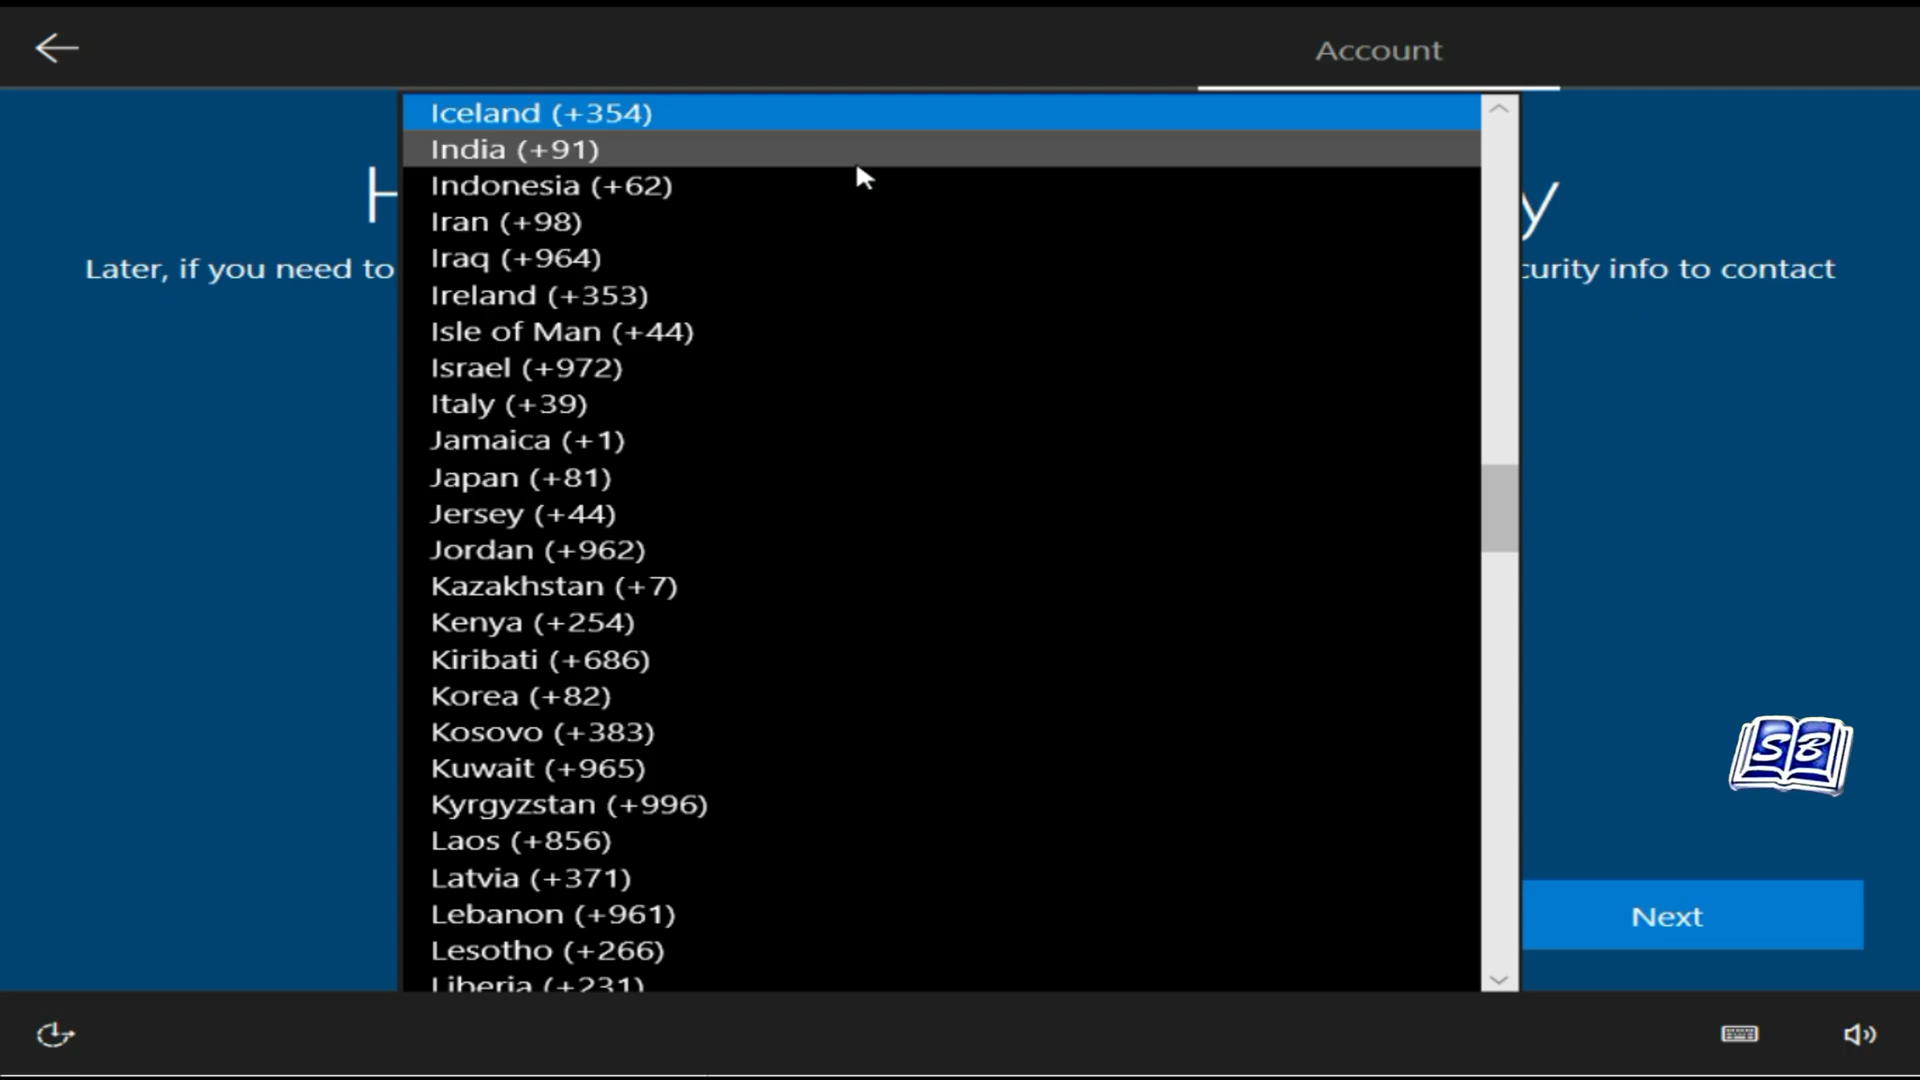 Account
Iceland (+354)
India (+91)
Indonesia (+62)
Iran (+98)
Iraq (+964)
Ireland (+353)
Isle of Man (+44)
Israel (+972)
Italy (+39)
Jamaica (+1)
Japan (+81)
Jersey (+44)
Jordan (+962)
Kazakhstan (+7)
Kenya (+254)
Kiribati (+686)
Korea (+82)
Kosovo (+383)
Kuwait (+965)
Kyrgyzstan (+996)
Laos (+856)
Latvia (+371)
Lebanon (+961)
Lesotho (+266)
Liberia (+231)
H y
Later, if you need to curity info to contact
SB
Next